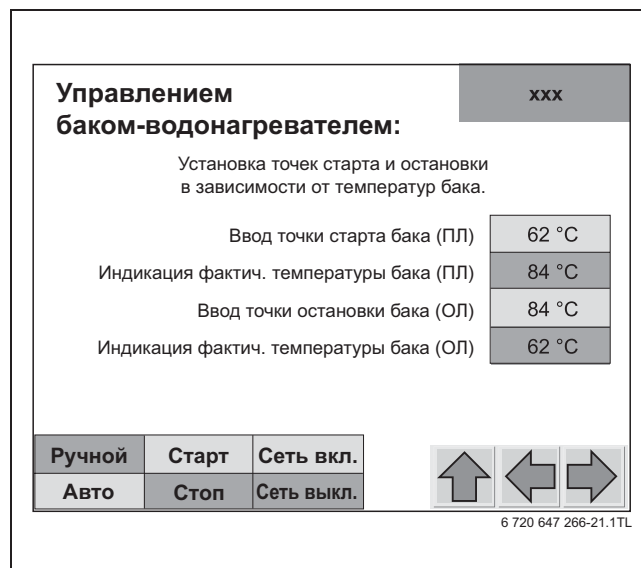 Управлением
баком-водонагревателем:
xxx
Установка точек старта и остановки
в зависимости от температур бака.
Ввод точки старта бака (ПЛ) 62 °C
Индикация фактич. температуры бака (ПЛ) 84 °C
Ввод точки остановки бака (ОЛ) 84 °C
Индикация фактич. температуры бака (ОЛ) 62 °C
Ручной Старт Сеть вкл.
Авто Стоп Сеть выкл.
6 720 647 266-21.1TL